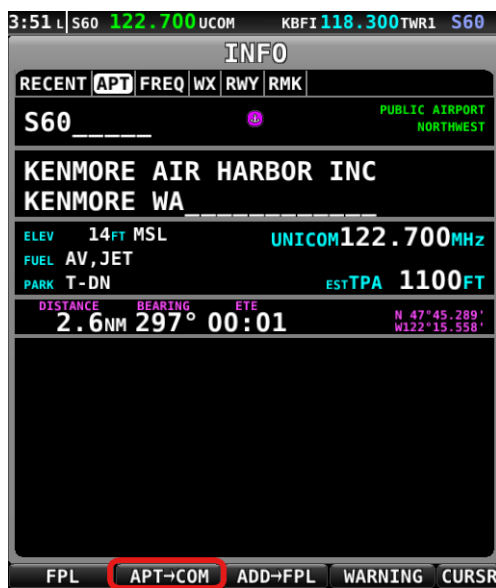 3:51 L S60 122.700 UCOM KBFI 118.300 TWR1 S60
INFO
RECENT APT FREQ WX RWY RMK
S60_____
PUBLIC AIRPORT
NORTHWEST
KENMORE AIR HARBOR INC
KENMORE WA____________
ELEV 14FT MSL UNICOM 122.700MHz
FUEL AV,JET
PARK T-DN EST TPA 1100FT
DISTANCE BEARING ETE
2.6NM 297° 00:01
N 47°45.289'
W122°15.558'
FPL APT→COM ADD→FPL WARNING CURSR